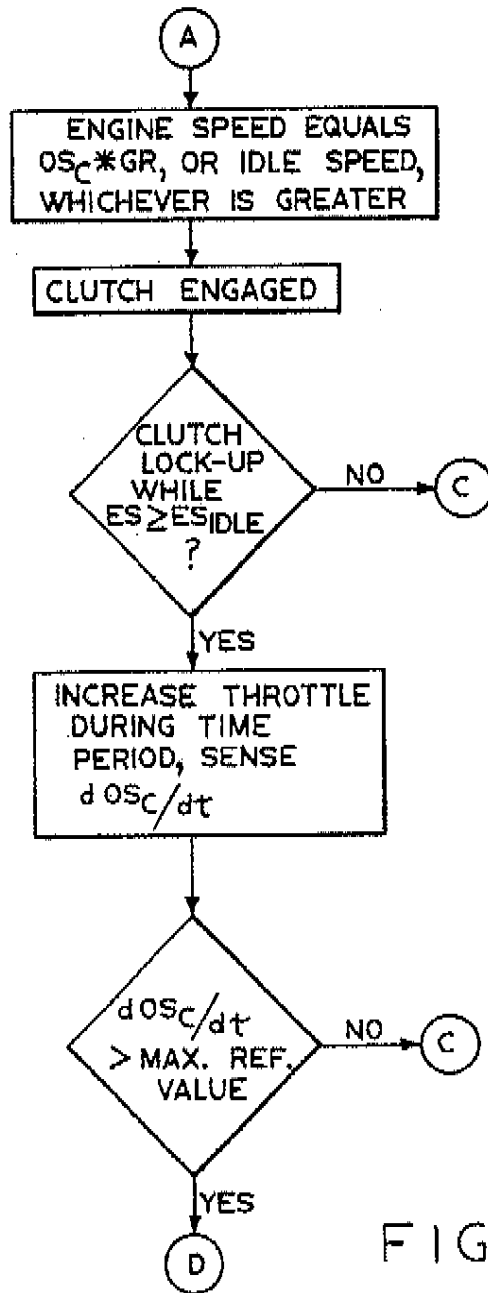 A
ENGINE SPEED EQUALS
OSC*GR, OR IDLE SPEED,
WHICHEVER IS GREATER
CLUTCH ENGAGED
CLUTCH
LOCK-UP
WHILE
ES≥ESIDLE
?
NO
C
YES
INCREASE THROTTLE
DURING TIME
PERIOD, SENSE
dOSC/dt
dOSC/dt
> MAX. REF.
VALUE
NO
C
YES
D
FIG